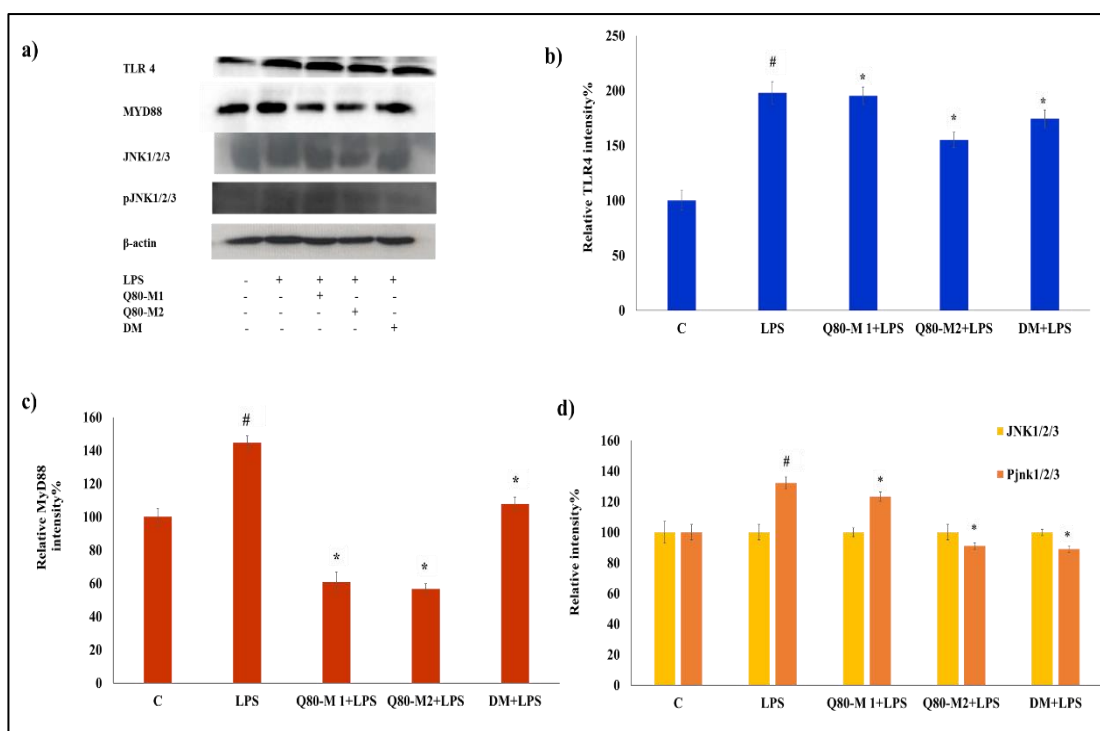 a)
TLR 4
MYD88
JNK1/2/3
pJNK1/2/3
β-actin
LPS - + + + +
Q80-M1 - - + - -
Q80-M2 - - - + -
DM - - - - +
b)
Relative TLR4 intensity%
250
200
150
100
50
0
#
*
*
*
C LPS Q80-M 1+LPS Q80-M2+LPS DM+LPS
c)
Relative MyD88
intensity%
160
140
120
100
80
60
40
20
0
#
*
*
*
C LPS Q80-M 1+LPS Q80-M2+LPS DM+LPS
d)
JNK1/2/3
Pjnk1/2/3
Relative intensity%
160
140
120
100
80
60
40
20
0
#
*
*
*
C LPS Q80-M 1+LPS Q80-M2+LPS DM+LPS